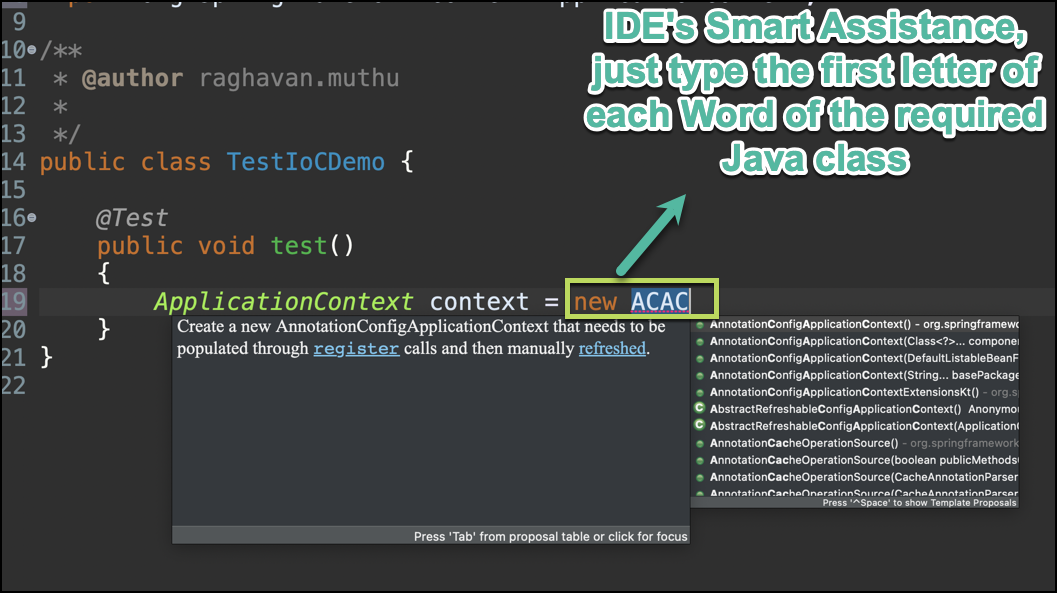 IDE's Smart Assistance,
just type the first letter of
each Word of the required
Java class
9
10 /**
11 * @author raghavan.muthu
12 *
13 */
14 public class TestIoCDemo {
15
16 @Test
17 public void test()
18 {
19 ApplicationContext context = new ACAC
20 }
21 }
22
Create a new AnnotationConfigApplicationContext that needs to be
populated through register calls and then manually refreshed.
Press 'Tab' from proposal table or click for focus
AnnotationConfigApplicationContext() - org.springframewo
AnnotationConfigApplicationContext(Class<?>... componen
AnnotationConfigApplicationContext(DefaultListableBeanF
AnnotationConfigApplicationContext(String... basePackage
AnnotationConfigApplicationContextExtensionsKt() - org.s
AbstractRefreshableConfigApplicationContext() Anonymou
AbstractRefreshableConfigApplicationContext(ApplicationC
AnnotationCacheOperationSource() - org.springframework
AnnotationCacheOperationSource(boolean publicMethodsO
AnnotationCacheOperationSource(CacheAnnotationParser
AnnotationCacheOperationSource(CacheAnnotationParser
Press '^Space' to show Template Proposals